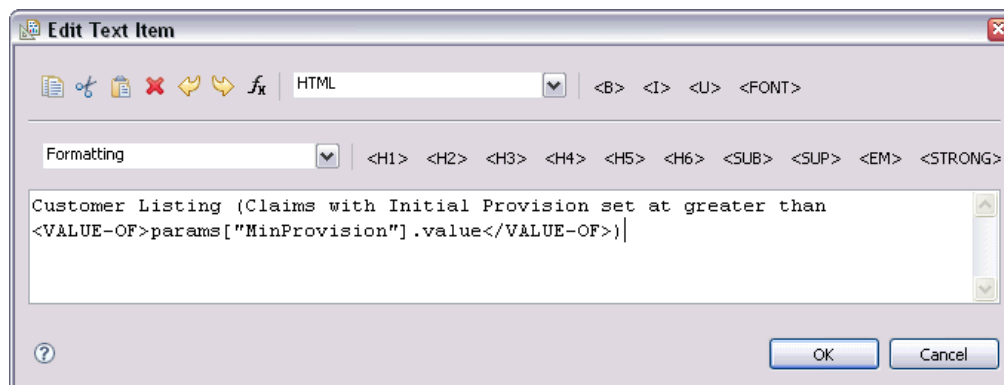 Edit Text Item
fx HTML <B> <I> <U> <FONT>
Formatting <H1> <H2> <H3> <H4> <H5> <H6> <SUB> <SUP> <EM> <STRONG>
Customer Listing (Claims with Initial Provision set at greater than
<VALUE-OF>params["MinProvision"].value</VALUE-OF>)
? OK Cancel